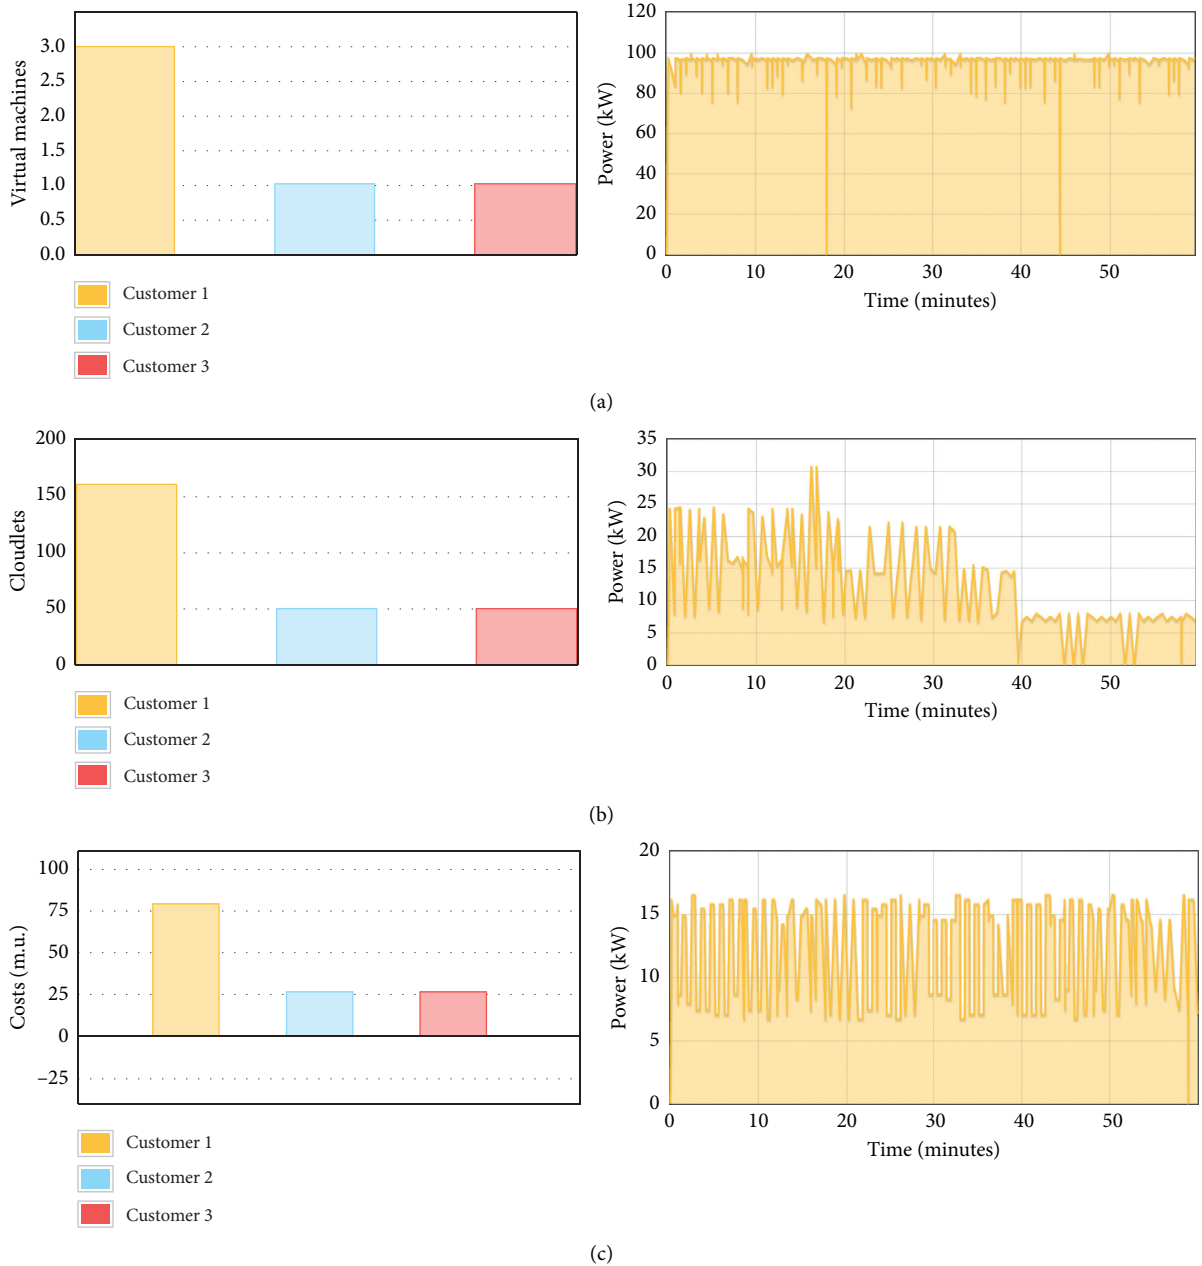 Virtual machines
3.0
2.5
2.0
1.5
1.0
0.5
0.0
Customer 1
Customer 2
Customer 3
Power (kW)
120
100
80
60
40
20
0
0 10 20 30 40 50
Time (minutes)
(a)
Cloudlets
200
150
100
50
0
Customer 1
Customer 2
Customer 3
Power (kW)
35
30
25
20
15
10
5
0
0 10 20 30 40 50
Time (minutes)
(b)
Costs (m.u.)
100
75
50
25
0
–25
Customer 1
Customer 2
Customer 3
Power (kW)
20
15
10
5
0
0 10 20 30 40 50
Time (minutes)
(c)